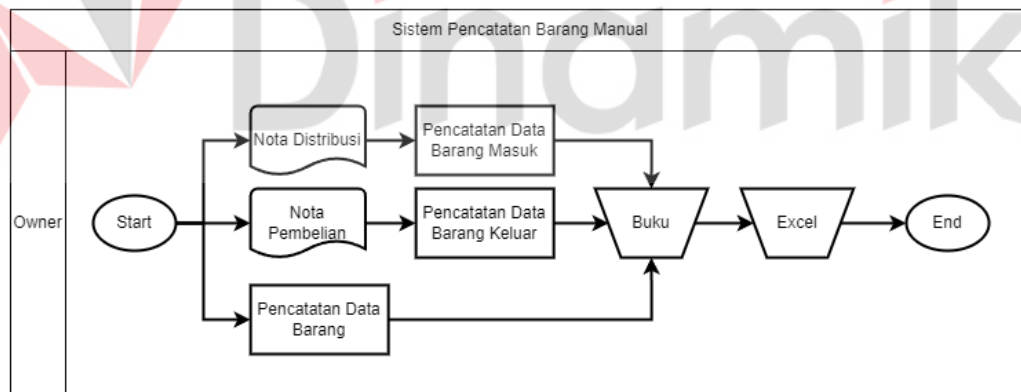 Dinamik
Sistem Pencatatan Barang Manual
Owner
Start
Nota Distribusi
Pencatatan Data
Barang Masuk
Nota
Pembelian
Pencatatan Data
Barang Keluar
Pencatatan Data
Barang
Buku
Excel
End